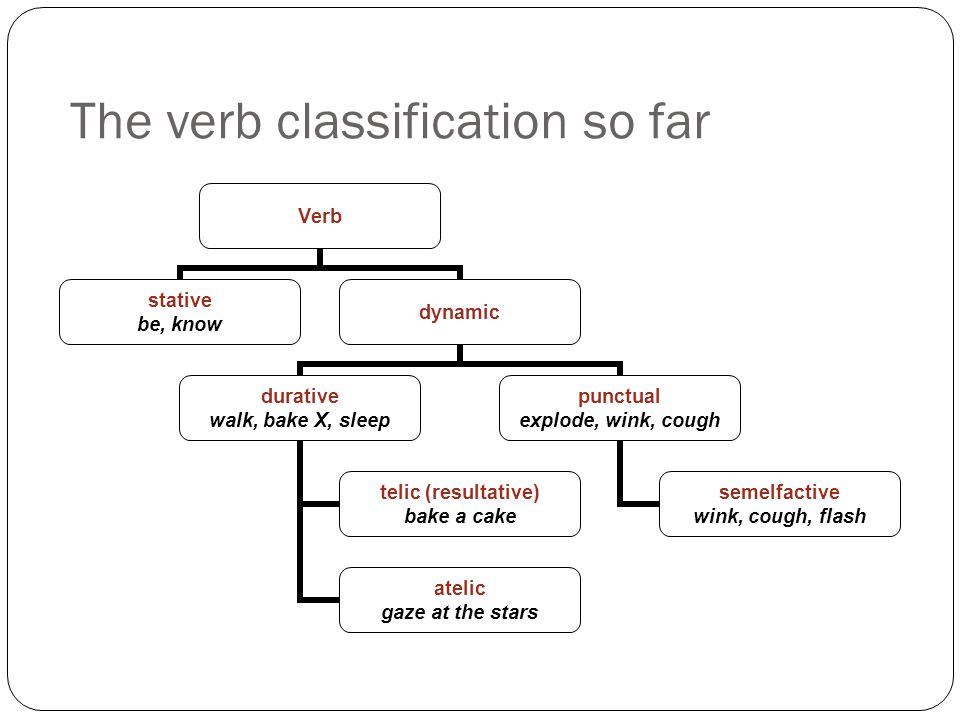 The verb classification so far
Verb
stative
be, know
dynamic
durative
walk, bake X, sleep
punctual
explode, wink, cough
telic (resultative)
bake a cake
semelfactive
wink, cough, flash
atelic
gaze at the stars